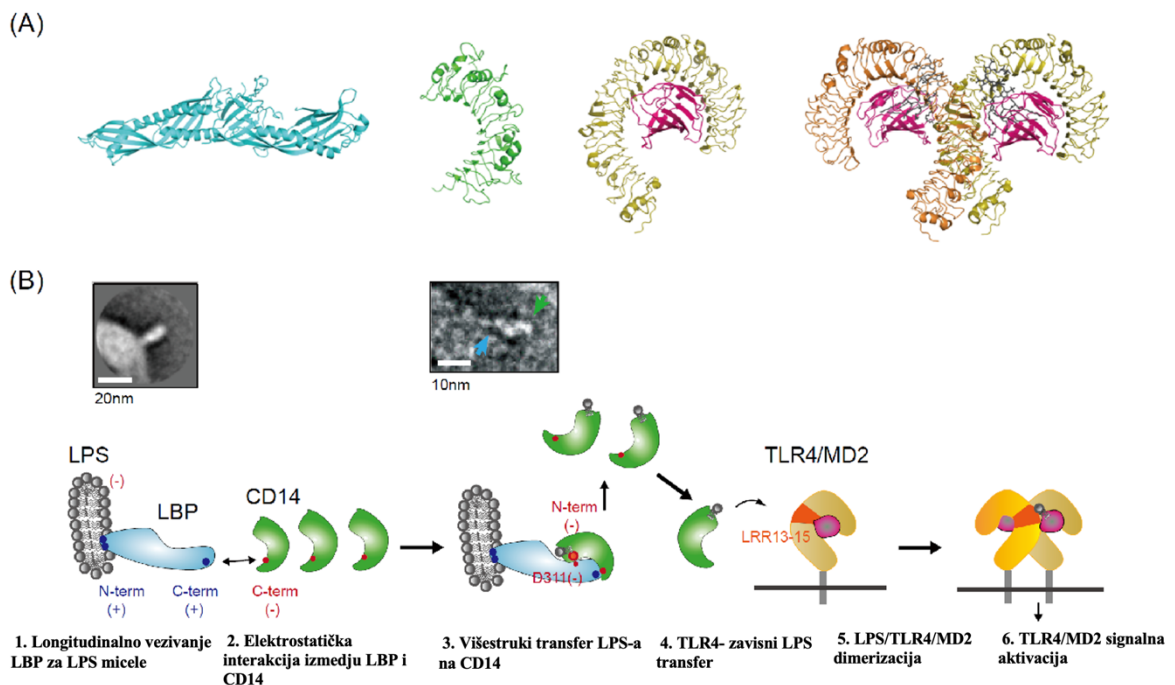 (A)
(B)
20nm
10nm
LPS
(-)
LBP
CD14
N-term
(+)
C-term
(+)
C-term
(-)
N-term
(-)
D311(-)
TLR4/MD2
LRR13-15
1. Longitudinalno vezivanje
LBP za LPS micele
2. Elektrostatička
interakcija izmedju LBP i
CD14
3. Višestruki transfer LPS-a
na CD14
4. TLR4- zavisni LPS
transfer
5. LPS/TLR4/MD2
dimerizacija
6. TLR4/MD2 signalna
aktivacija